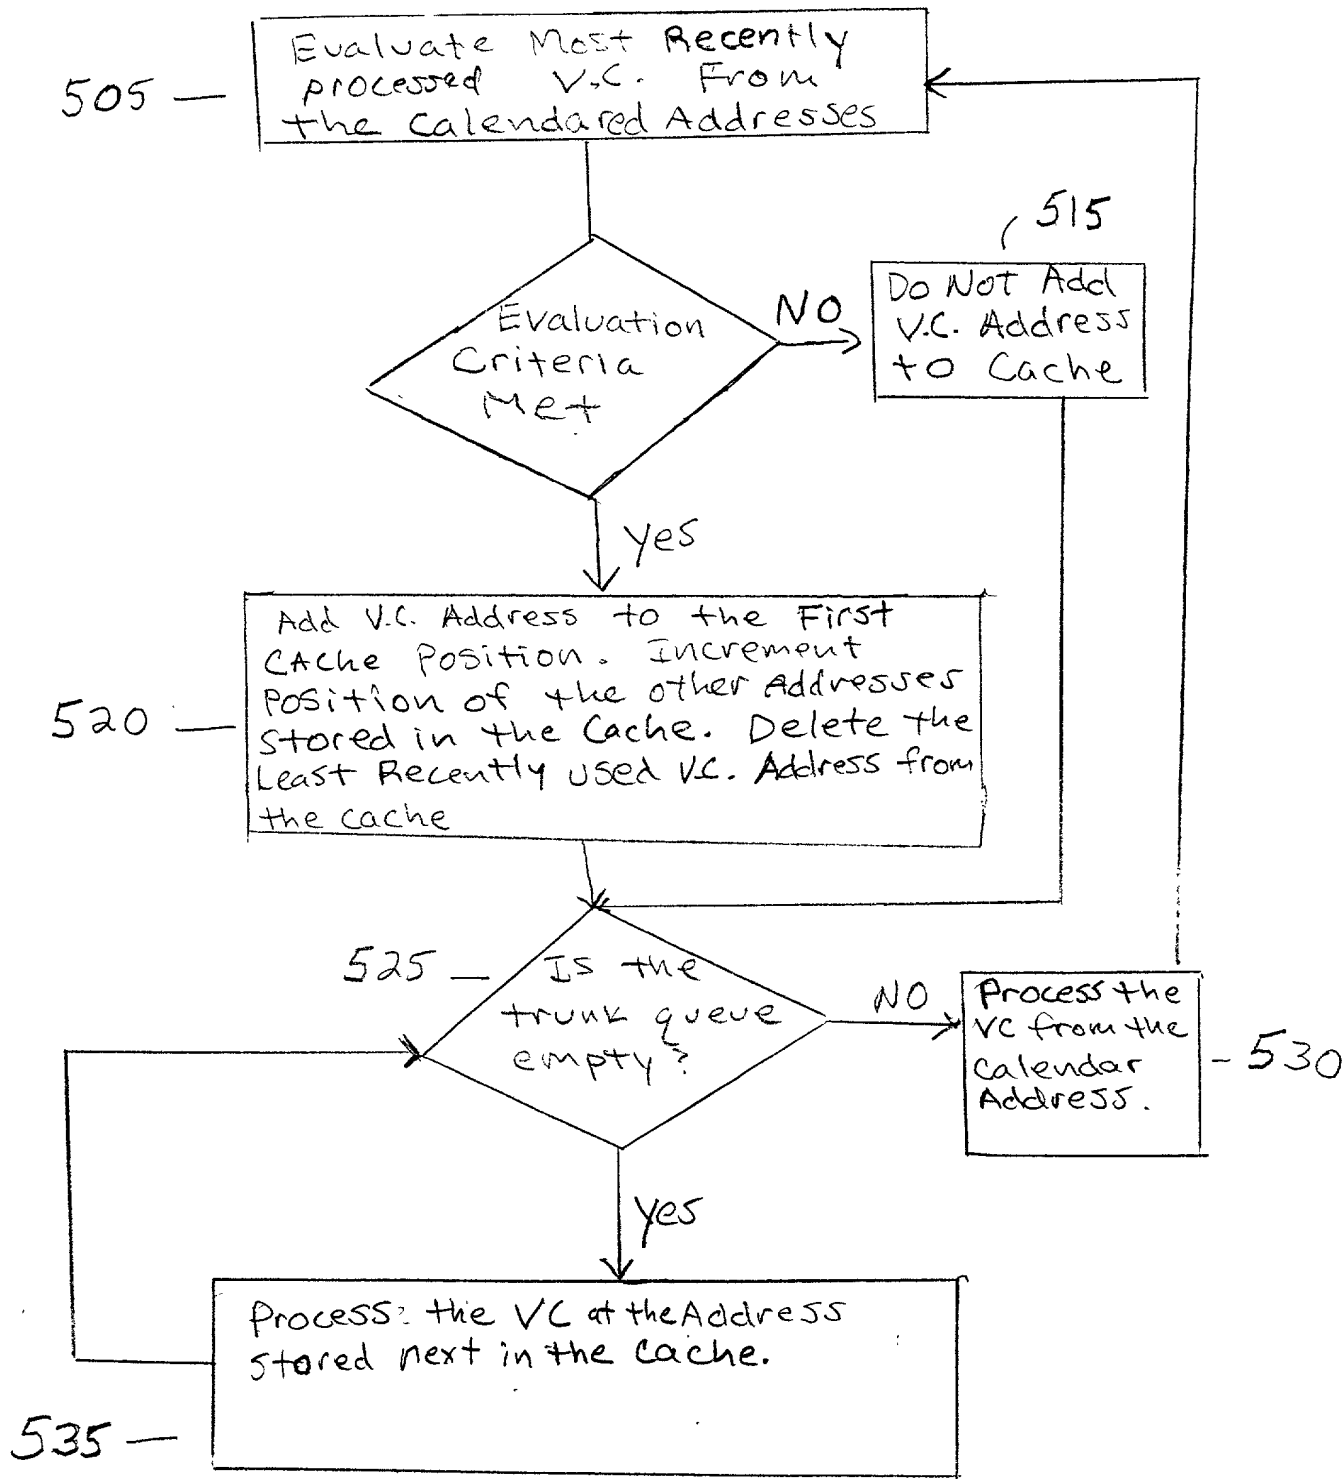 Evaluate Most Recently
processed V.C. From
the Calendared Addresses
505
515
Do Not Add
V.C. Address
to Cache
NO
Evaluation
Criteria
Met
yes
Add V.C. Address to the First
CAche Position. Increment
Position of the other Addresses
stored in the Cache. Delete the
Least Recently used V.C. Address from
the cache
520
525
Is the
trunk queue
empty?
NO
Process the
VC from the
Calendar
Address.
530
yes
Process: the VC at the Address
stored next in the Cache.
535